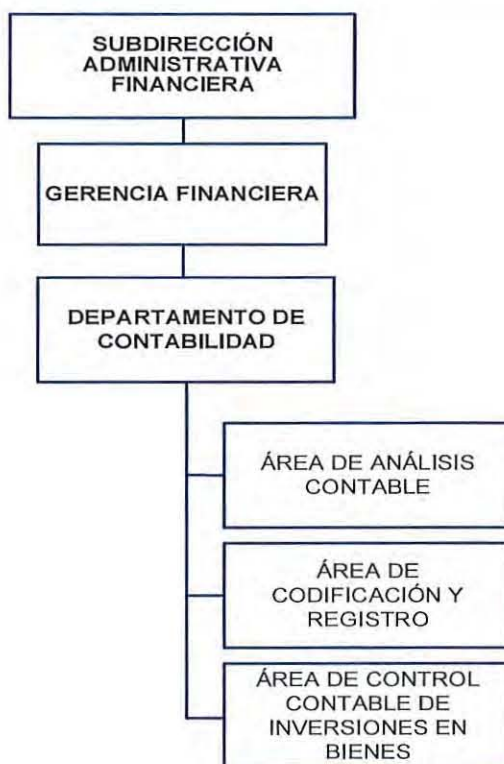 SUBDIRECCIÓN
ADMINISTRATIVA
FINANCIERA
GERENCIA FINANCIERA
DEPARTAMENTO DE
CONTABILIDAD
ÁREA DE ANÁLISIS
CONTABLE
ÁREA DE
CODIFICACIÓN Y
REGISTRO
ÁREA DE CONTROL
CONTABLE DE
INVERSIONES EN
BIENES